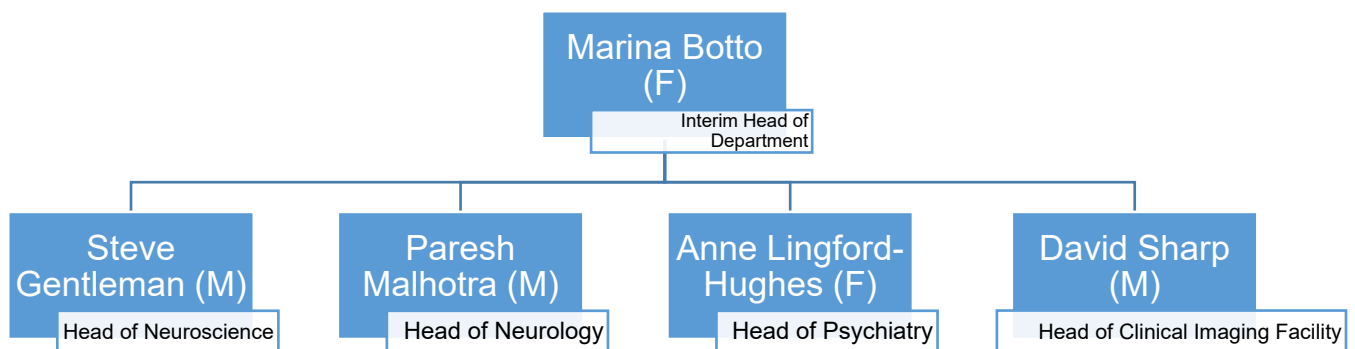 Marina Botto
(F)
Interim Head of
Department
Steve
Gentleman (M)
Head of Neuroscience
Paresh
Malhotra (M)
Head of Neurology
Anne Lingford-
Hughes (F)
Head of Psychiatry
David Sharp
(M)
Head of Clinical Imaging Facility